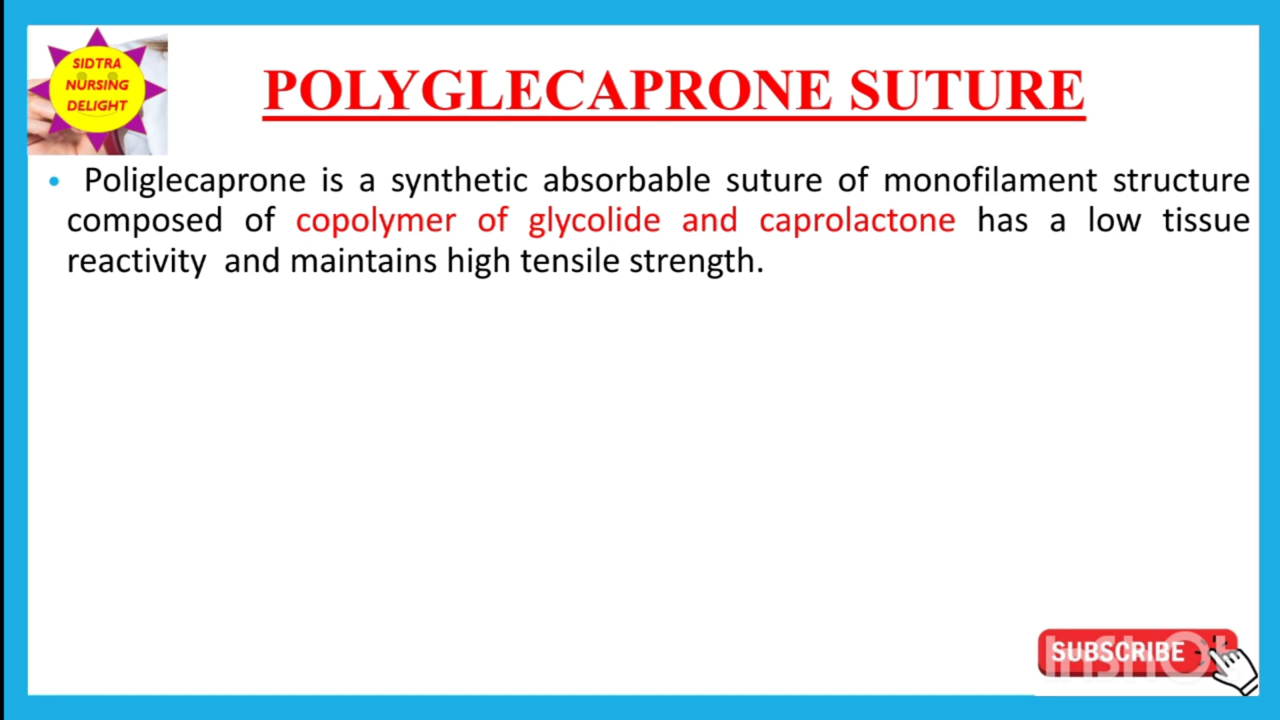 SIDTRA
NURSING
DELIGHT
POLYGLECAPRONE SUTURE
• Poliglecaprone is a synthetic absorbable suture of monofilament structure
composed of copolymer of glycolide and caprolactone has a low tissue
reactivity and maintains high tensile strength.
SUBSCRIBE
InShOt